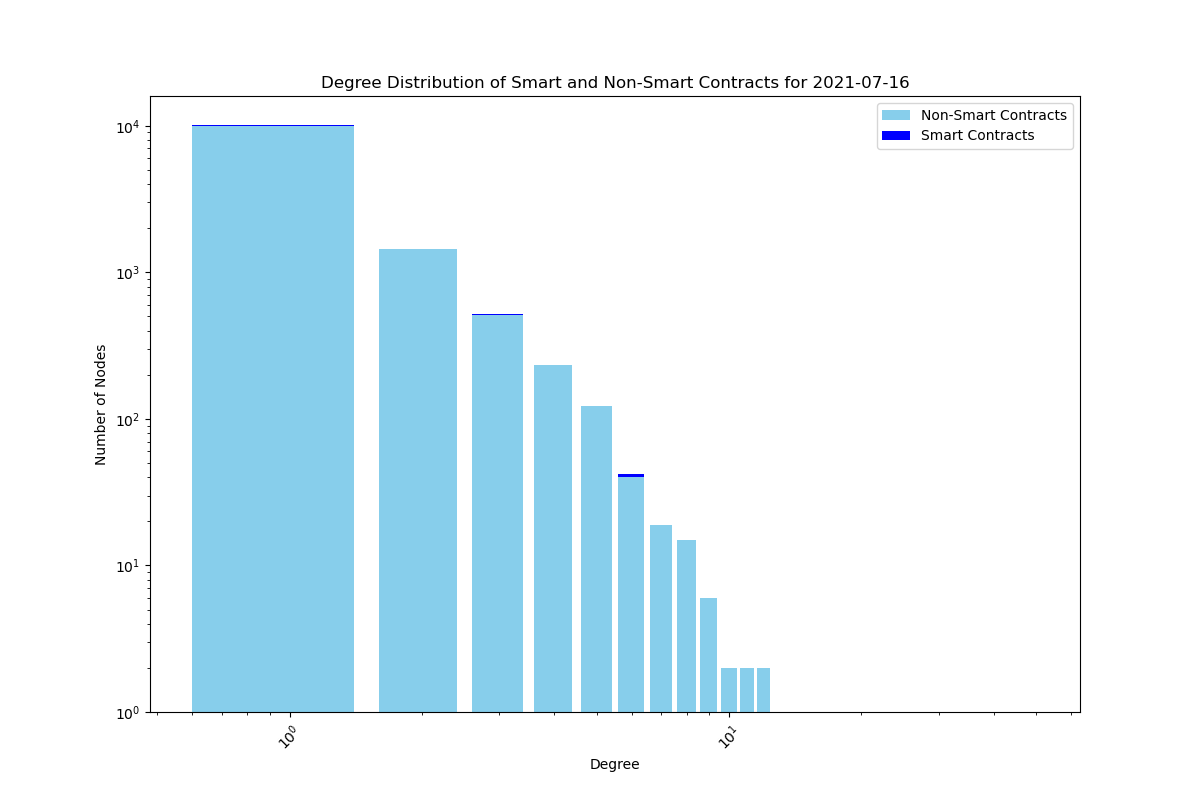 Degree Distribution of Smart and Non-Smart Contracts for 2021-07-16
Non-Smart Contracts
Smart Contracts
Number of Nodes
10⁴
10³
10²
10¹
10⁰
10⁰
10¹
Degree